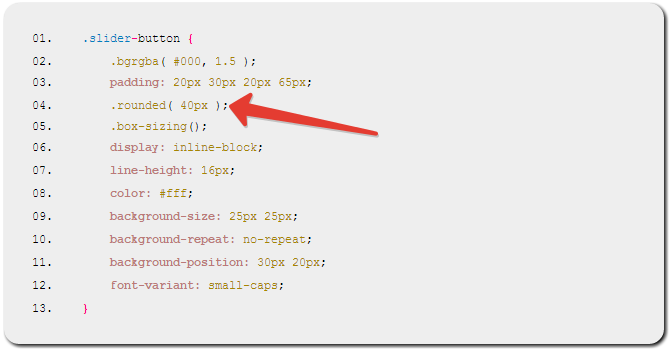 01. .slider-button {
02. .bgrgba( #000, 1.5 );
03. padding: 20px 30px 20px 65px;
04. .rounded( 40px );
05. .box-sizing();
06. display: inline-block;
07. line-height: 16px;
08. color: #fff;
09. background-size: 25px 25px;
10. background-repeat: no-repeat;
11. background-position: 30px 20px;
12. font-variant: small-caps;
13. }